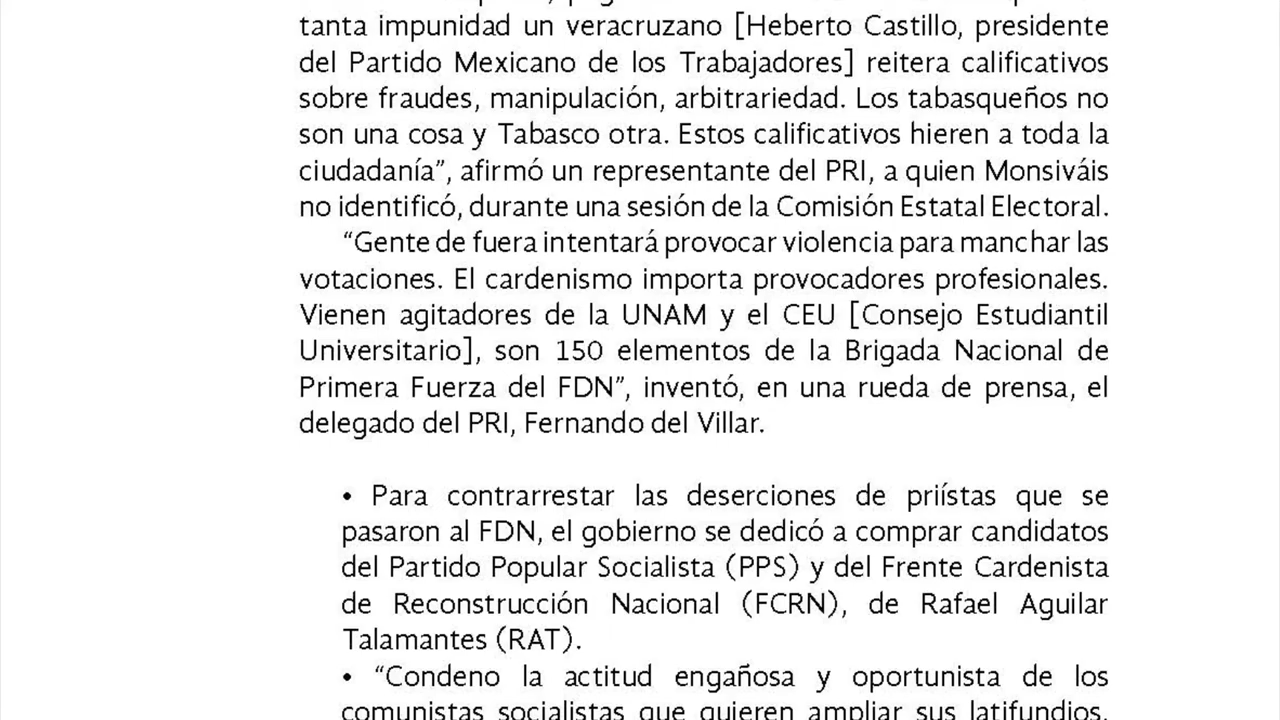 tanta impunidad un veracruzano [Heberto Castillo, presidente
del Partido Mexicano de los Trabajadores] reitera calificativos
sobre fraudes, manipulación, arbitrariedad. Los tabasqueños no
son una cosa y Tabasco otra. Estos calificativos hieren a toda la
ciudadanía”, afirmó un representante del PRI, a quien Monsiváis
no identificó, durante una sesión de la Comisión Estatal Electoral.
“Gente de fuera intentará provocar violencia para manchar las
votaciones. El cardenismo importa provocadores profesionales.
Vienen agitadores de la UNAM y el CEU [Consejo Estudiantil
Universitario], son 150 elementos de la Brigada Nacional de
Primera Fuerza del FDN”, inventó, en una rueda de prensa, el
delegado del PRI, Fernando del Villar.
• Para contrarrestar las deserciones de priístas que se
pasaron al FDN, el gobierno se dedicó a comprar candidatos
del Partido Popular Socialista (PPS) y del Frente Cardenista
de Reconstrucción Nacional (FCRN), de Rafael Aguilar
Talamantes (RAT).
• “Condeno la actitud engañosa y oportunista de los
comunistas socialistas que quieren ampliar sus latifundios.